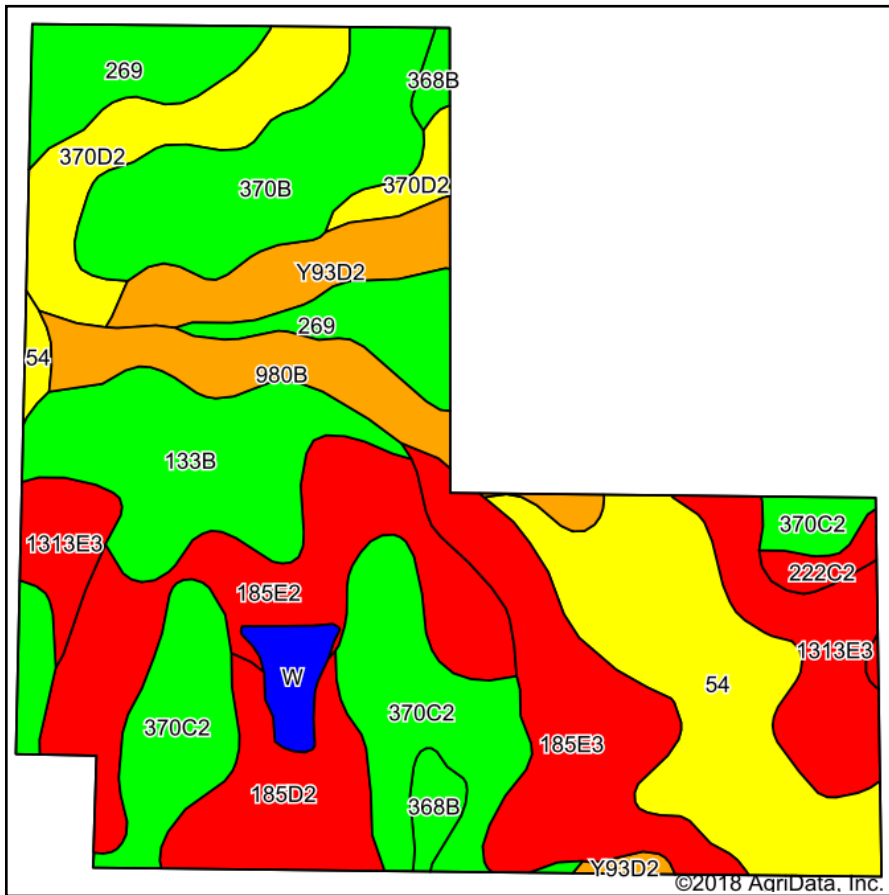 269
368B
370D2
370D2
370B
Y93D2
269
54
980B
133B
370C2
1313E3
222C2
185E2
1313E3
W
54
370C2
370C2
185E3
185D2
368B
Y93D2
©2018 AgriData, Inc.